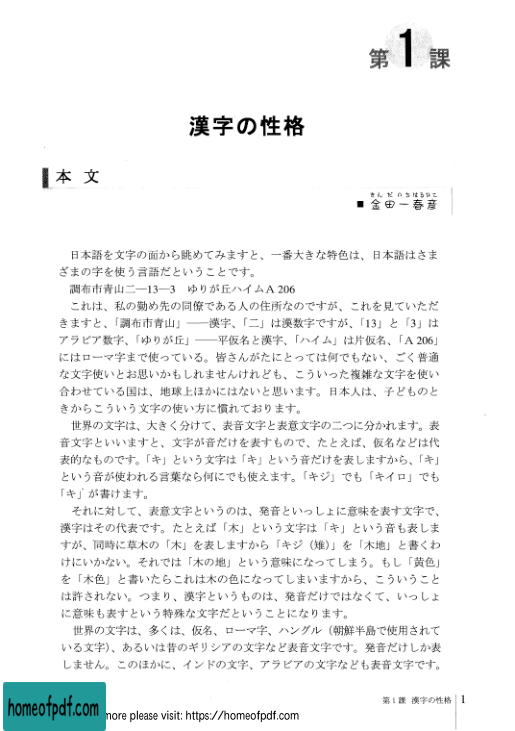 第1課
漢字の性格
本文
きんだいちはるひこ
■ 金田一春彦
日本語を文字の面から眺めてみますと、一番大きな特色は、日本語はさま
ざまの字を使う言語だということです。
調布市青山二―13―3 ゆりが丘ハイムA 206
これは、私の勤め先の同僚である人の住所なのですが、これを見ていただ
きますと、「調布市青山」――漢字、「二」は漢数字ですが、「13」と「3」は
アラビア数字、「ゆりが丘」――平仮名と漢字、「ハイム」は片仮名、「A 206」
にはローマ字まで使っている。皆さんがたにとっては何でもない、ごく普通
な文字使いとお思いかもしれませんけれども、こういった複雑な文字を使い
合わせている国は、地球上ほかにはないと思います。日本人は、子どものと
きからこういう文字の使い方に慣れております。
世界の文字は、大きく分けて、表音文字と表意文字の二つに分かれます。表
音文字といいますと、文字が音だけを表すもので、たとえば、仮名などは代
表的なものです。「キ」という文字は「キ」という音だけを表しますから、「キ」
という音が使われる言葉なら何にでも使えます。「キジ」でも「キイロ」でも
「キ」が書けます。
それに対して、表意文字というのは、発音といっしょに意味を表す文字で、
漢字はその代表です。たとえば「木」という文字は「キ」という音も表しま
すが、同時に草木の「木」を表しますから「キジ（雉）」を「木地」と書くわ
けにいかない。それでは「木の地」という意味になってしまう。もし「黄色」
を「木色」と書いたらこれは木の色になってしまいますから、こういうこと
は許されない。つまり、漢字というものは、発音だけではなくて、いっしょ
に意味も表すという特殊な文字だということになります。
世界の文字は、多くは、仮名、ローマ字、ハングル（朝鮮半島で使用されて
いる文字）、あるいは昔のギリシアの文字など表音文字です。発音だけしか表
しません。このほかに、インドの文字、アラビアの文字なども表音文字です。
第1課 漢字の性格 1
homeofpdf.com
more please visit: https://homeofpdf.com